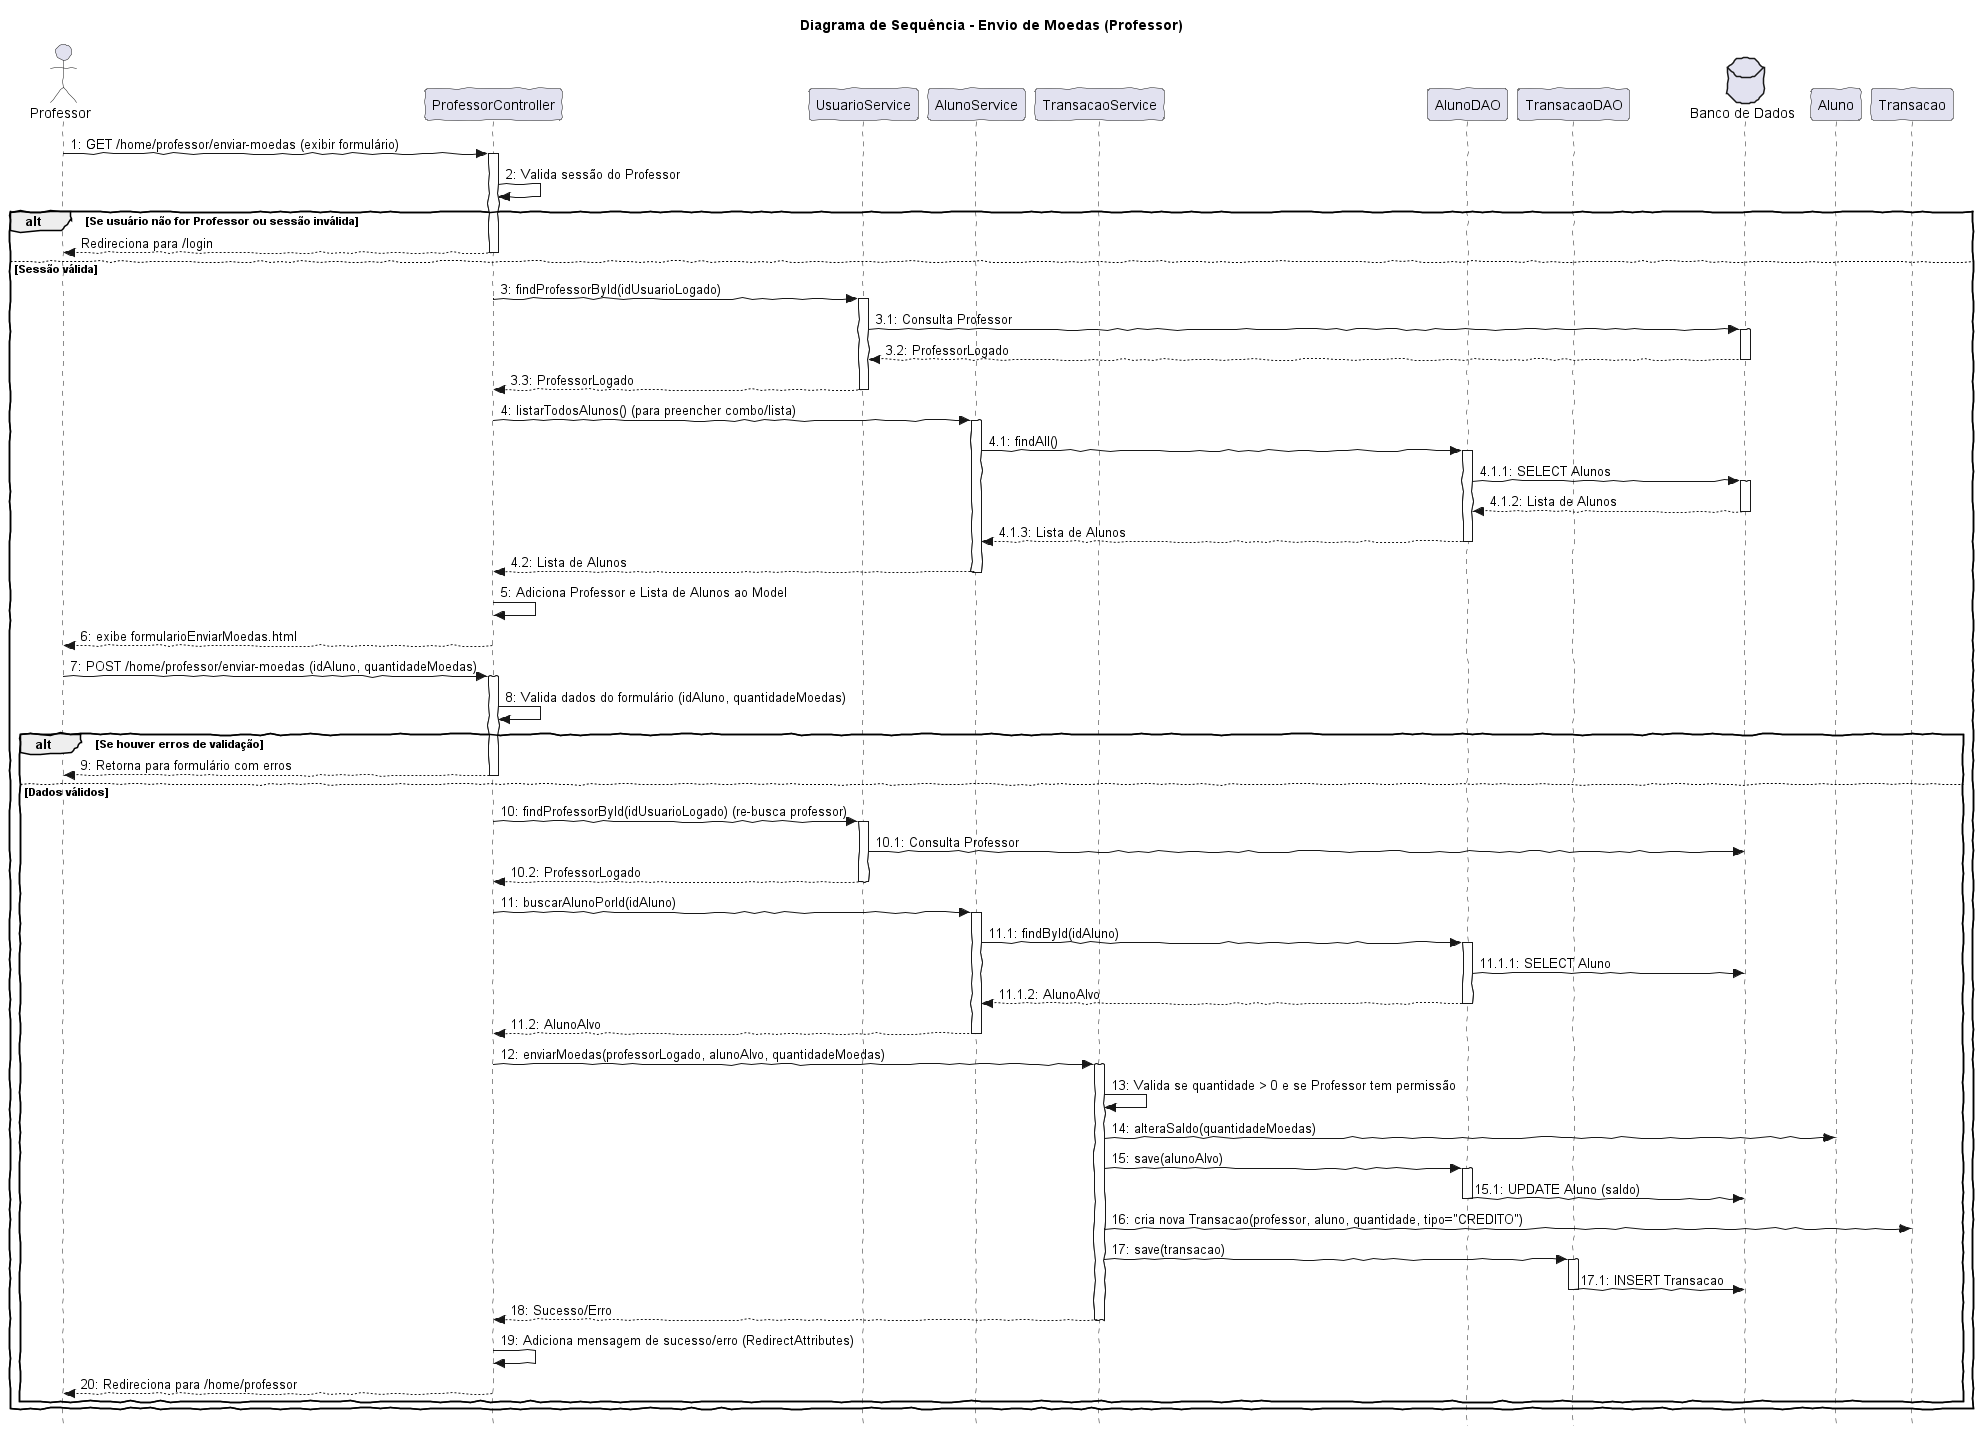 Diagrama de Sequência - Envio de Moedas (Professor)
Professor
ProfessorController
UsuarioService
AlunoService
TransacaoService
AlunoDAO
TransacaoDAO
Banco de Dados
Aluno
Transacao
1: GET /home/professor/enviar-moedas (exibir formulário)
2: Valida sessão do Professor
alt
[Se usuário não for Professor ou sessão inválida]
Redireciona para /login
[Sessão válida]
3: findProfessorById(idUsuarioLogado)
3.1: Consulta Professor
3.2: ProfessorLogado
3.3: ProfessorLogado
4: listarTodosAlunos() (para preencher combo/lista)
4.1: findAll()
4.1.1: SELECT Alunos
4.1.2: Lista de Alunos
4.1.3: Lista de Alunos
4.2: Lista de Alunos
5: Adiciona Professor e Lista de Alunos ao Model
6: exibe formularioEnviarMoedas.html
7: POST /home/professor/enviar-moedas (idAluno, quantidadeMoedas)
8: Valida dados do formulário (idAluno, quantidadeMoedas)
alt
[Se houver erros de validação]
9: Retorna para formulário com erros
[Dados válidos]
10: findProfessorById(idUsuarioLogado) (re-busca professor)
10.1: Consulta Professor
10.2: ProfessorLogado
11: buscarAlunoPorId(idAluno)
11.1: findById(idAluno)
11.1.1: SELECT Aluno
11.1.2: AlunoAlvo
11.2: AlunoAlvo
12: enviarMoedas(professorLogado, alunoAlvo, quantidadeMoedas)
13: Valida se quantidade > 0 e se Professor tem permissão
14: alteraSaldo(quantidadeMoedas)
15: save(alunoAlvo)
15.1: UPDATE Aluno (saldo)
16: cria nova Transacao(professor, aluno, quantidade, tipo="CREDITO")
17: save(transacao)
17.1: INSERT Transacao
18: Sucesso/Erro
19: Adiciona mensagem de sucesso/erro (RedirectAttributes)
20: Redireciona para /home/professor